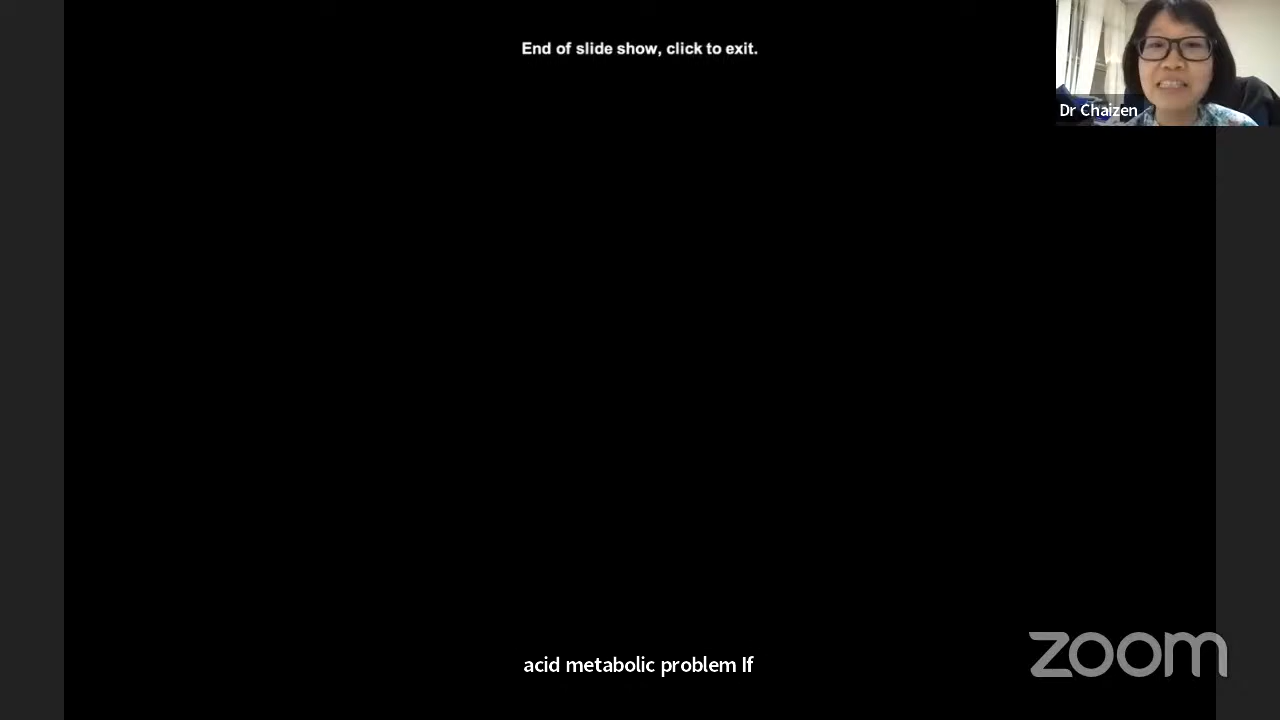 End of slide show, click to exit.
Dr Chaizen
acid metabolic problem If
zoom